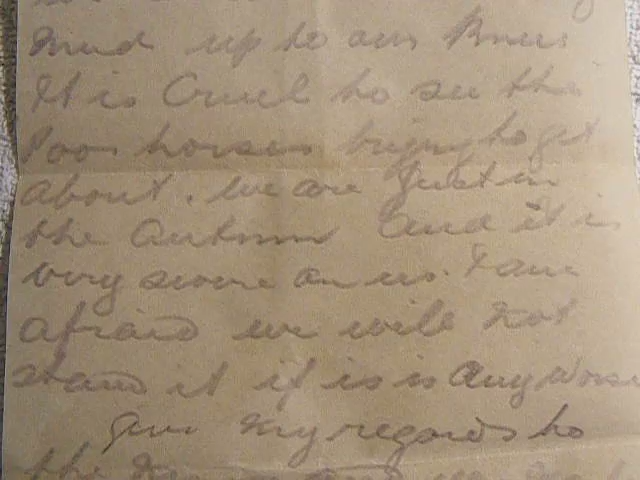 mud up to our knees
It is Cruel to see the
Poor horses trying to get
about. We are Just in
the Autumn and it is
very severe on us. I am
afraid we will Not
stand it if is is Any Worse
Give My regards to
the